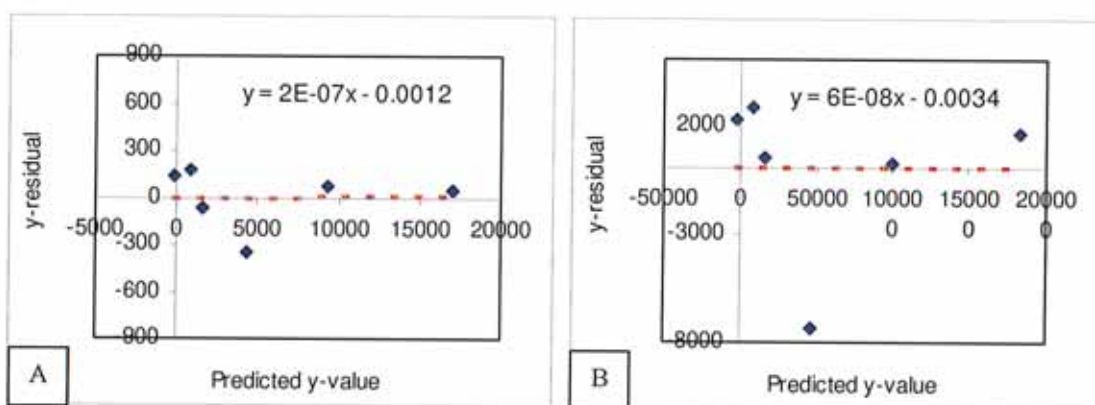 900
600
300
0
-300
-600
-900
y = 2E-07x - 0.0012
-5000 0 5000 10000 15000 20000
y-residual
Predicted y-value
A
2000
-3000
-8000
y = 6E-08x - 0.0034
-50000 0 50000 10000 15000 20000
0 0 0
y-residual
Predicted y-value
B